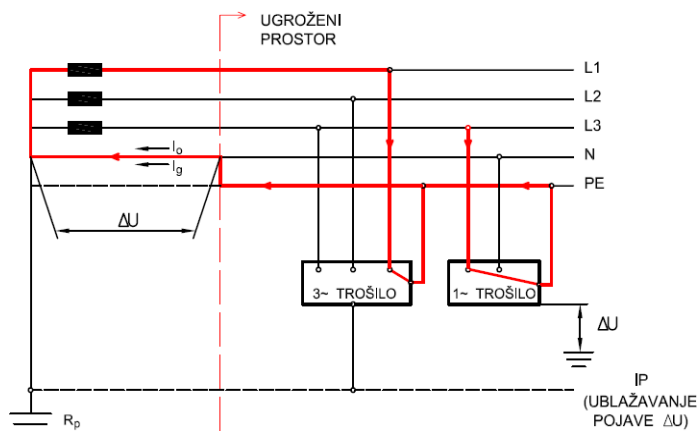 UGROŽENI
PROSTOR
L1
L2
L3
N
PE
Io
Ig
ΔU
3~ TROŠILO
1~ TROŠILO
ΔU
Rp
IP
(UBLAŽAVANJE
POJAVE ΔU)